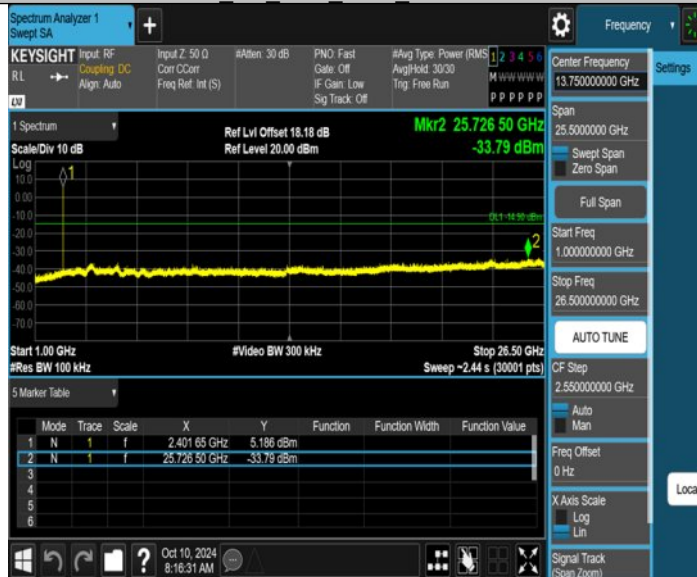 Spectrum Analyzer 1
Swept SA
+
Frequency
KEYSIGHT
RL
LXI
Input: RF
Coupling: DC
Align: Auto
Input Z: 50 Ω
Corr CCorr
Freq Ref: Int (S)
#Atten: 30 dB
PNO: Fast
Gate: Off
IF Gain: Low
Sig Track: Off
#Avg Type: Power (RMS
Avg|Hold: 30/30
Trig: Free Run
1 2 3 4 5 6
M W W W W W
P P P P P P
Center Frequency
13.750000000 GHz
Settings
1 Spectrum
Scale/Div 10 dB
Ref Lvl Offset 18.18 dB
Ref Level 20.00 dBm
Mkr2 25.726 50 GHz
-33.79 dBm
Span
25.5000000 GHz
Swept Span
Zero Span
Full Span
Log
10.0
0.00
-10.0
-20.0
-30.0
-40.0
-50.0
-60.0
-70.0
1
DL1 -14.90 dBm
2
Start Freq
1.000000000 GHz
Stop Freq
26.500000000 GHz
AUTO TUNE
Start 1.00 GHz
#Video BW 300 kHz
Stop 26.50 GHz
#Res BW 100 kHz
Sweep ~2.44 s (30001 pts)
CF Step
2.550000000 GHz
Auto
Man
5 Marker Table
Mode Trace Scale X Y Function Function Width Function Value
1 N 1 f 2.401 65 GHz 5.186 dBm
2 N 1 f 25.726 50 GHz -33.79 dBm
3
4
5
6
Freq Offset
0 Hz
X Axis Scale
Log
Lin
Loca
Signal Track
(Span Zoom)
?
Oct 10, 2024
8:16:31 AM